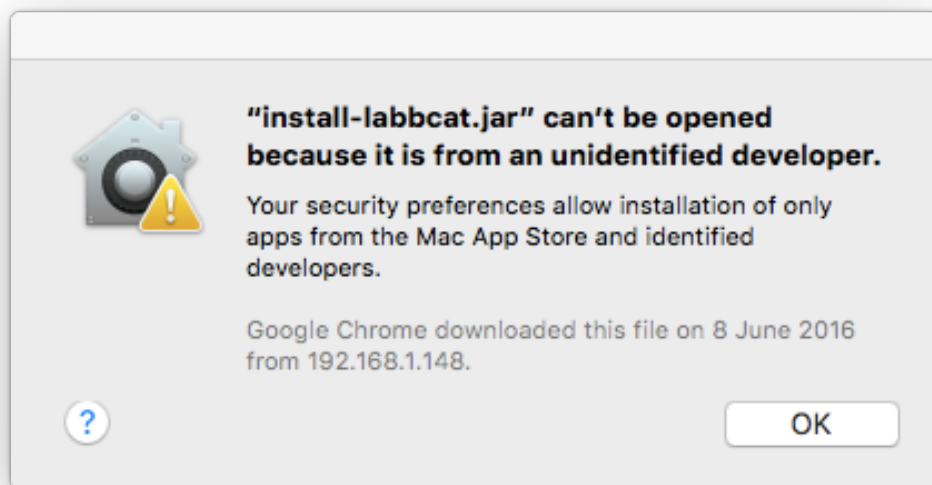 “install-labbcat.jar” can’t be opened
because it is from an unidentified developer.
Your security preferences allow installation of only
apps from the Mac App Store and identified
developers.
Google Chrome downloaded this file on 8 June 2016
from 192.168.1.148.
?
OK